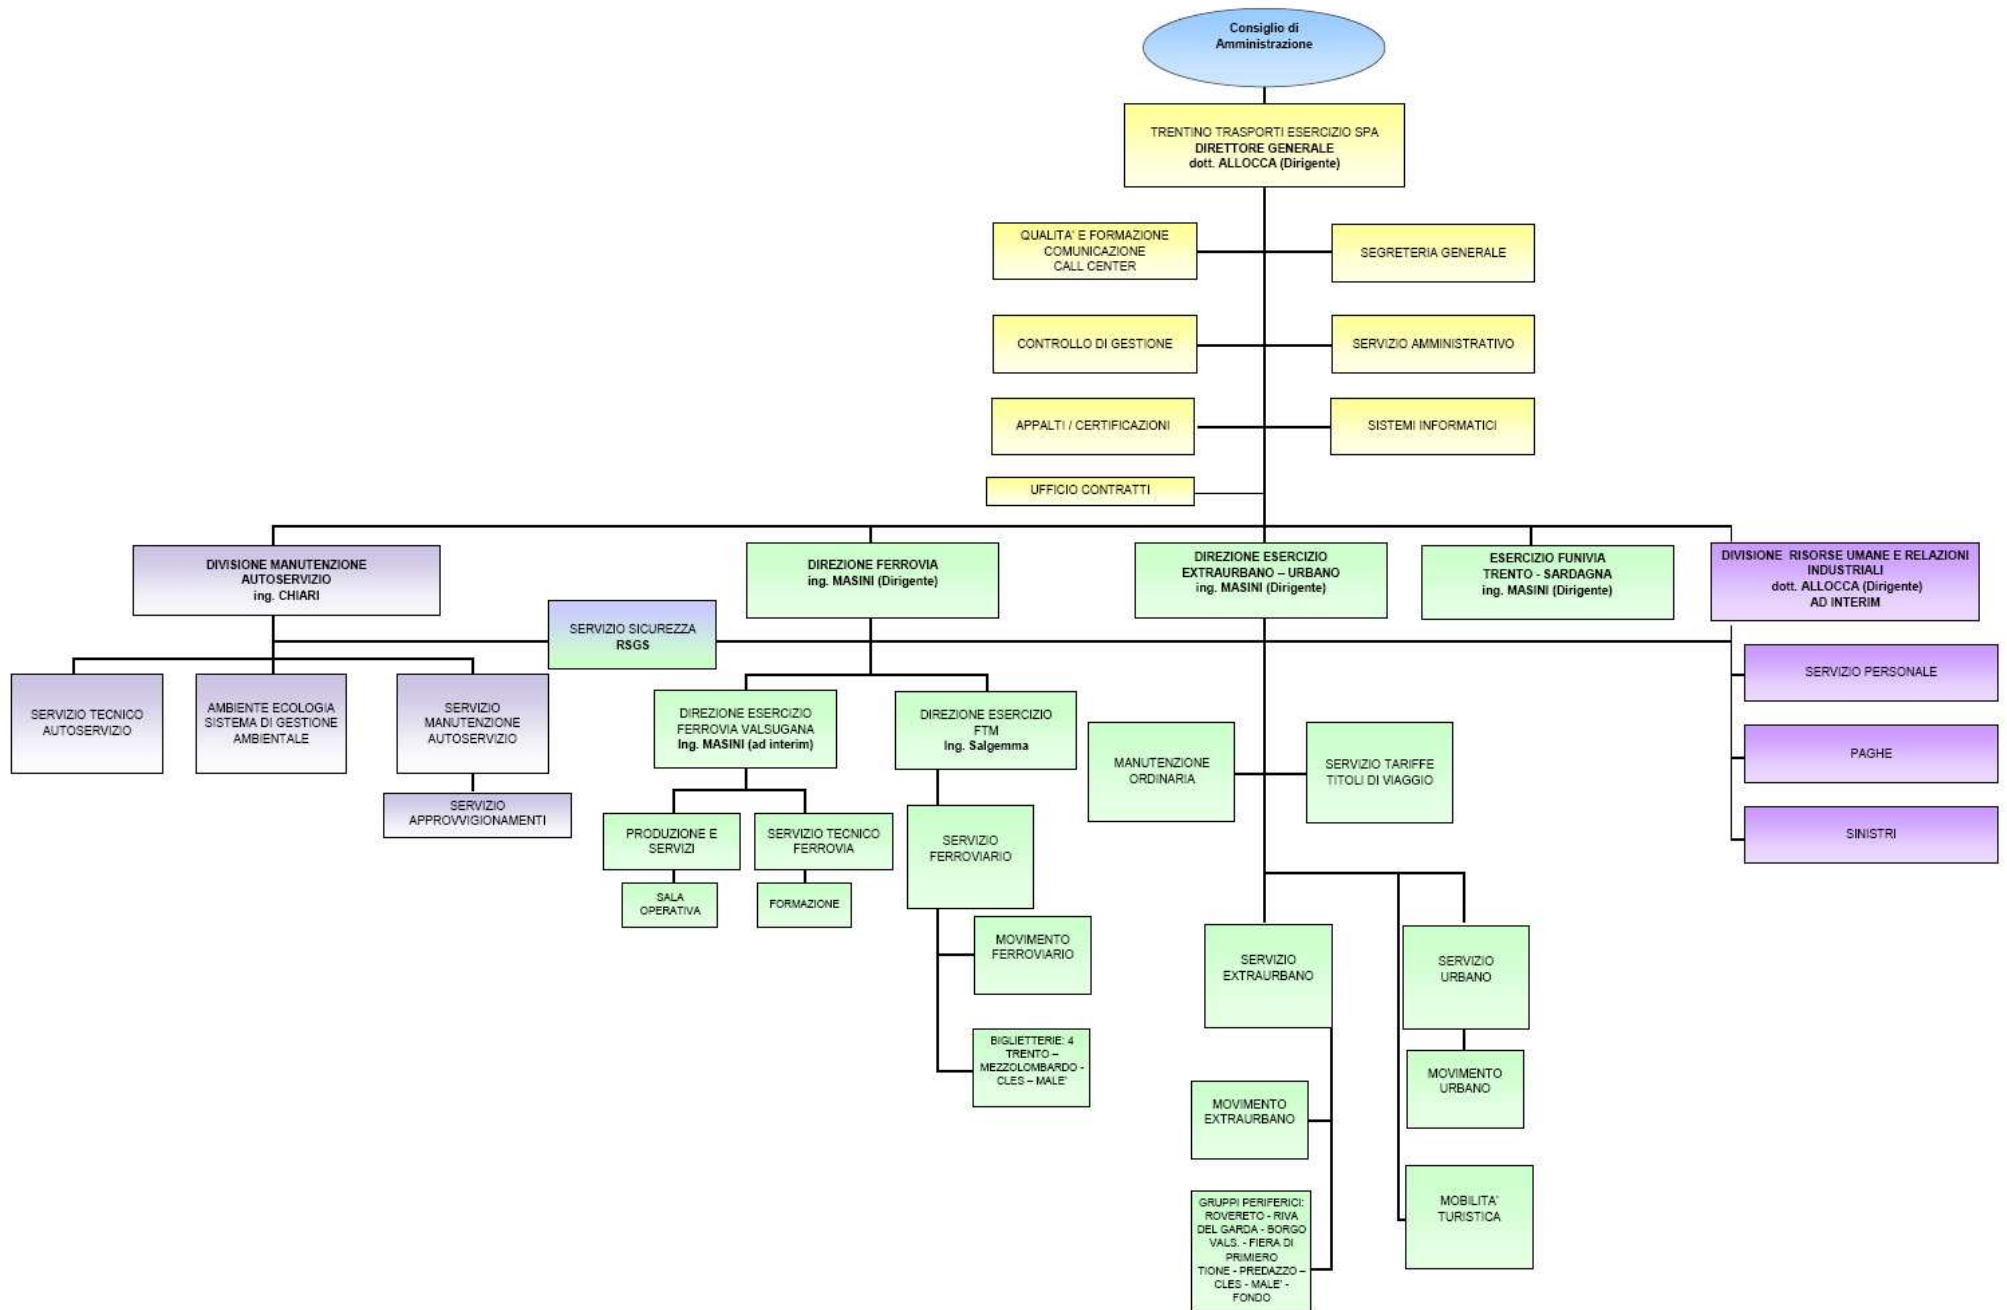 Consiglio di
Amministrazione
TRENTINO TRASPORTI ESERCIZIO SPA
DIRETTORE GENERALE
dott. ALLOCCA (Dirigente)
QUALITA' E FORMAZIONE
COMUNICAZIONE
CALL CENTER
SEGRETERIA GENERALE
CONTROLLO DI GESTIONE
SERVIZIO AMMINISTRATIVO
APPALTI / CERTIFICAZIONI
SISTEMI INFORMATICI
UFFICIO CONTRATTI
DIVISIONE MANUTENZIONE
AUTOSERVIZIO
ing. CHIARI
DIREZIONE FERROVIA
ing. MASINI (Dirigente)
DIREZIONE ESERCIZIO
EXTRAURBANO – URBANO
ing. MASINI (Dirigente)
ESERCIZIO FUNIVIA
TRENTO - SARDAGNA
ing. MASINI (Dirigente)
DIVISIONE RISORSE UMANE E RELAZIONI
INDUSTRIALI
dott. ALLOCCA (Dirigente)
AD INTERIM
SERVIZIO SICUREZZA
RSGS
SERVIZIO TECNICO
AUTOSERVIZIO
AMBIENTE ECOLOGIA
SISTEMA DI GESTIONE
AMBIENTALE
SERVIZIO
MANUTENZIONE
AUTOSERVIZIO
SERVIZIO
APPROVVIGIONAMENTI
DIREZIONE ESERCIZIO
FERROVIA VALSUGANA
Ing. MASINI (ad interim)
DIREZIONE ESERCIZIO
FTM
Ing. Salgemma
MANUTENZIONE
ORDINARIA
SERVIZIO TARIFFE
TITOLI DI VIAGGIO
SERVIZIO PERSONALE
PAGHE
SINISTRI
PRODUZIONE E
SERVIZI
SERVIZIO TECNICO
FERROVIA
SERVIZIO
FERROVIARIO
SALA
OPERATIVA
FORMAZIONE
MOVIMENTO
FERROVIARIO
BIGLIETTERIE: 4
TRENTO –
MEZZOLOMBARDO -
CLES – MALE'
SERVIZIO
EXTRAURBANO
SERVIZIO
URBANO
MOVIMENTO
EXTRAURBANO
MOVIMENTO
URBANO
GRUPPI PERIFERICI:
ROVERETO - RIVA
DEL GARDA - BORGO
VALS. - FIERA DI
PRIMIERO
TIONE - PREDAZZO –
CLES - MALE' -
FONDO
MOBILITA'
TURISTICA